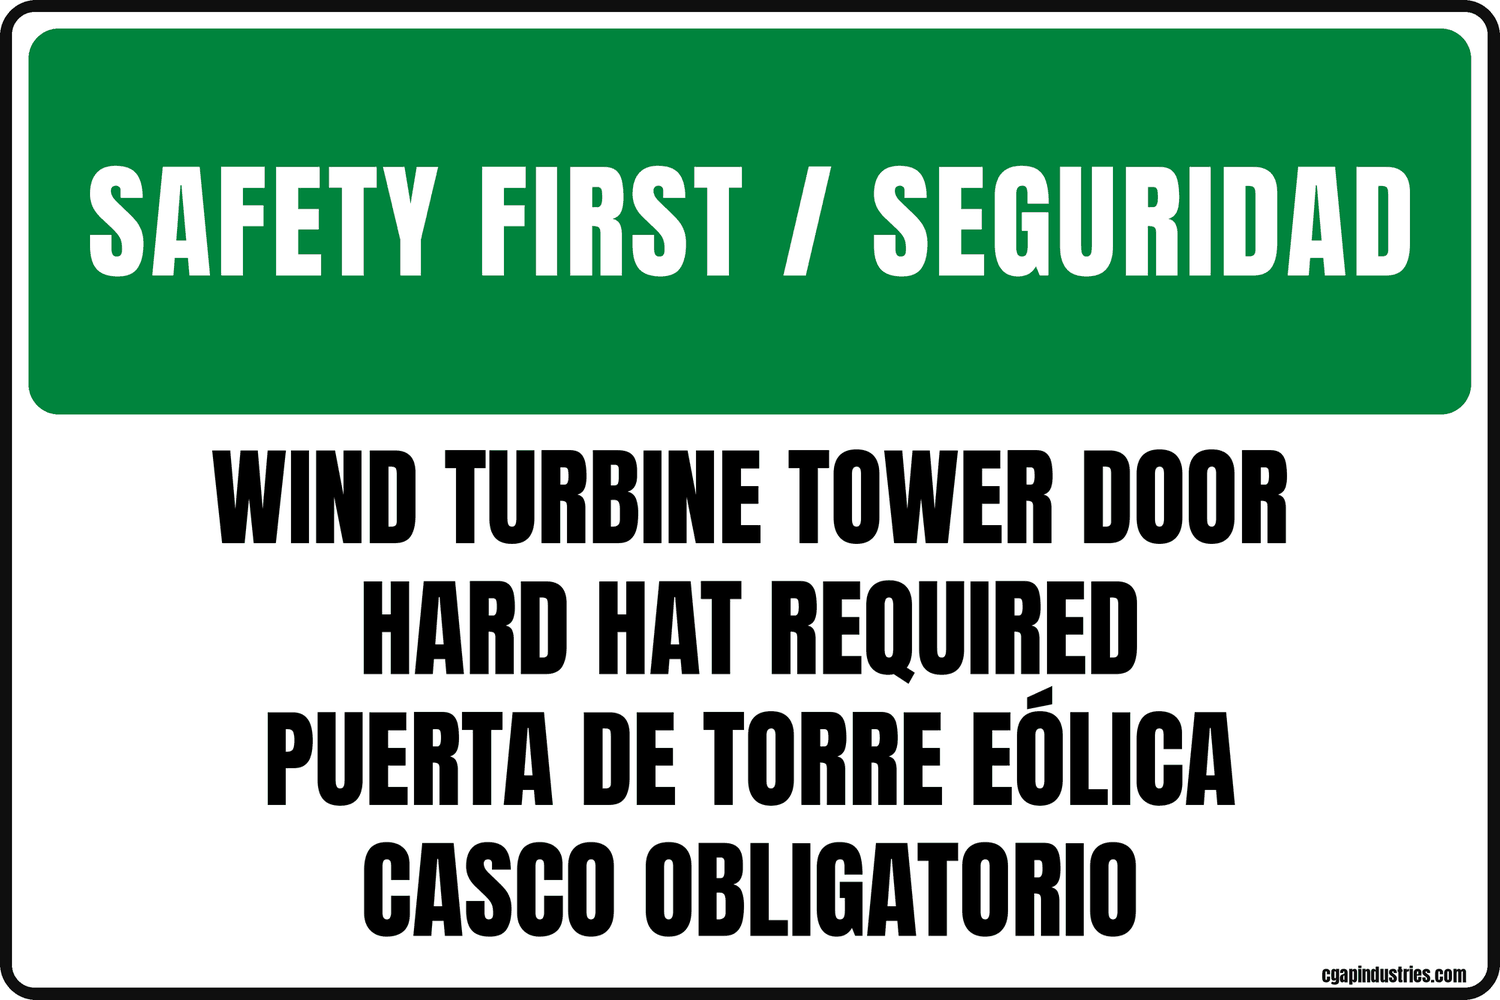 SAFETY FIRST / SEGURIDAD
WIND TURBINE TOWER DOOR
HARD HAT REQUIRED
PUERTA DE TORRE EÓLICA
CASCO OBLIGATORIO
cgapindustries.com